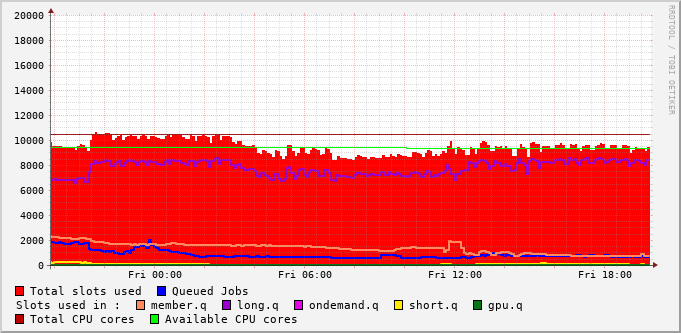 20000
18000
16000
14000
12000
10000
8000
6000
4000
2000
0
Fri 00:00 Fri 06:00 Fri 12:00 Fri 18:00
Total slots used Queued Jobs
Slots used in : member.q long.q ondemand.q short.q gpu.q
Total CPU cores Available CPU cores
RRDTOOL / TOBI OETIKER